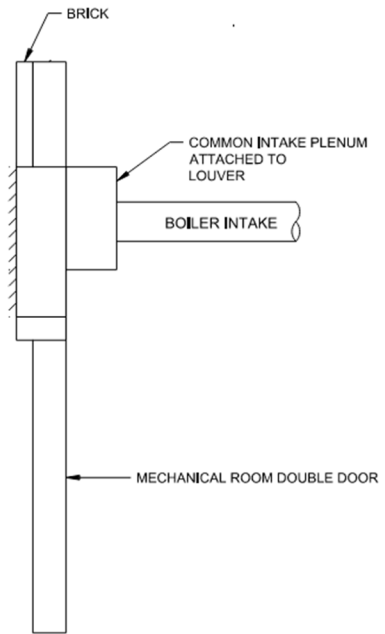 BRICK
COMMON INTAKE PLENUM
ATTACHED TO
LOUVER
BOILER INTAKE
MECHANICAL ROOM DOUBLE DOOR